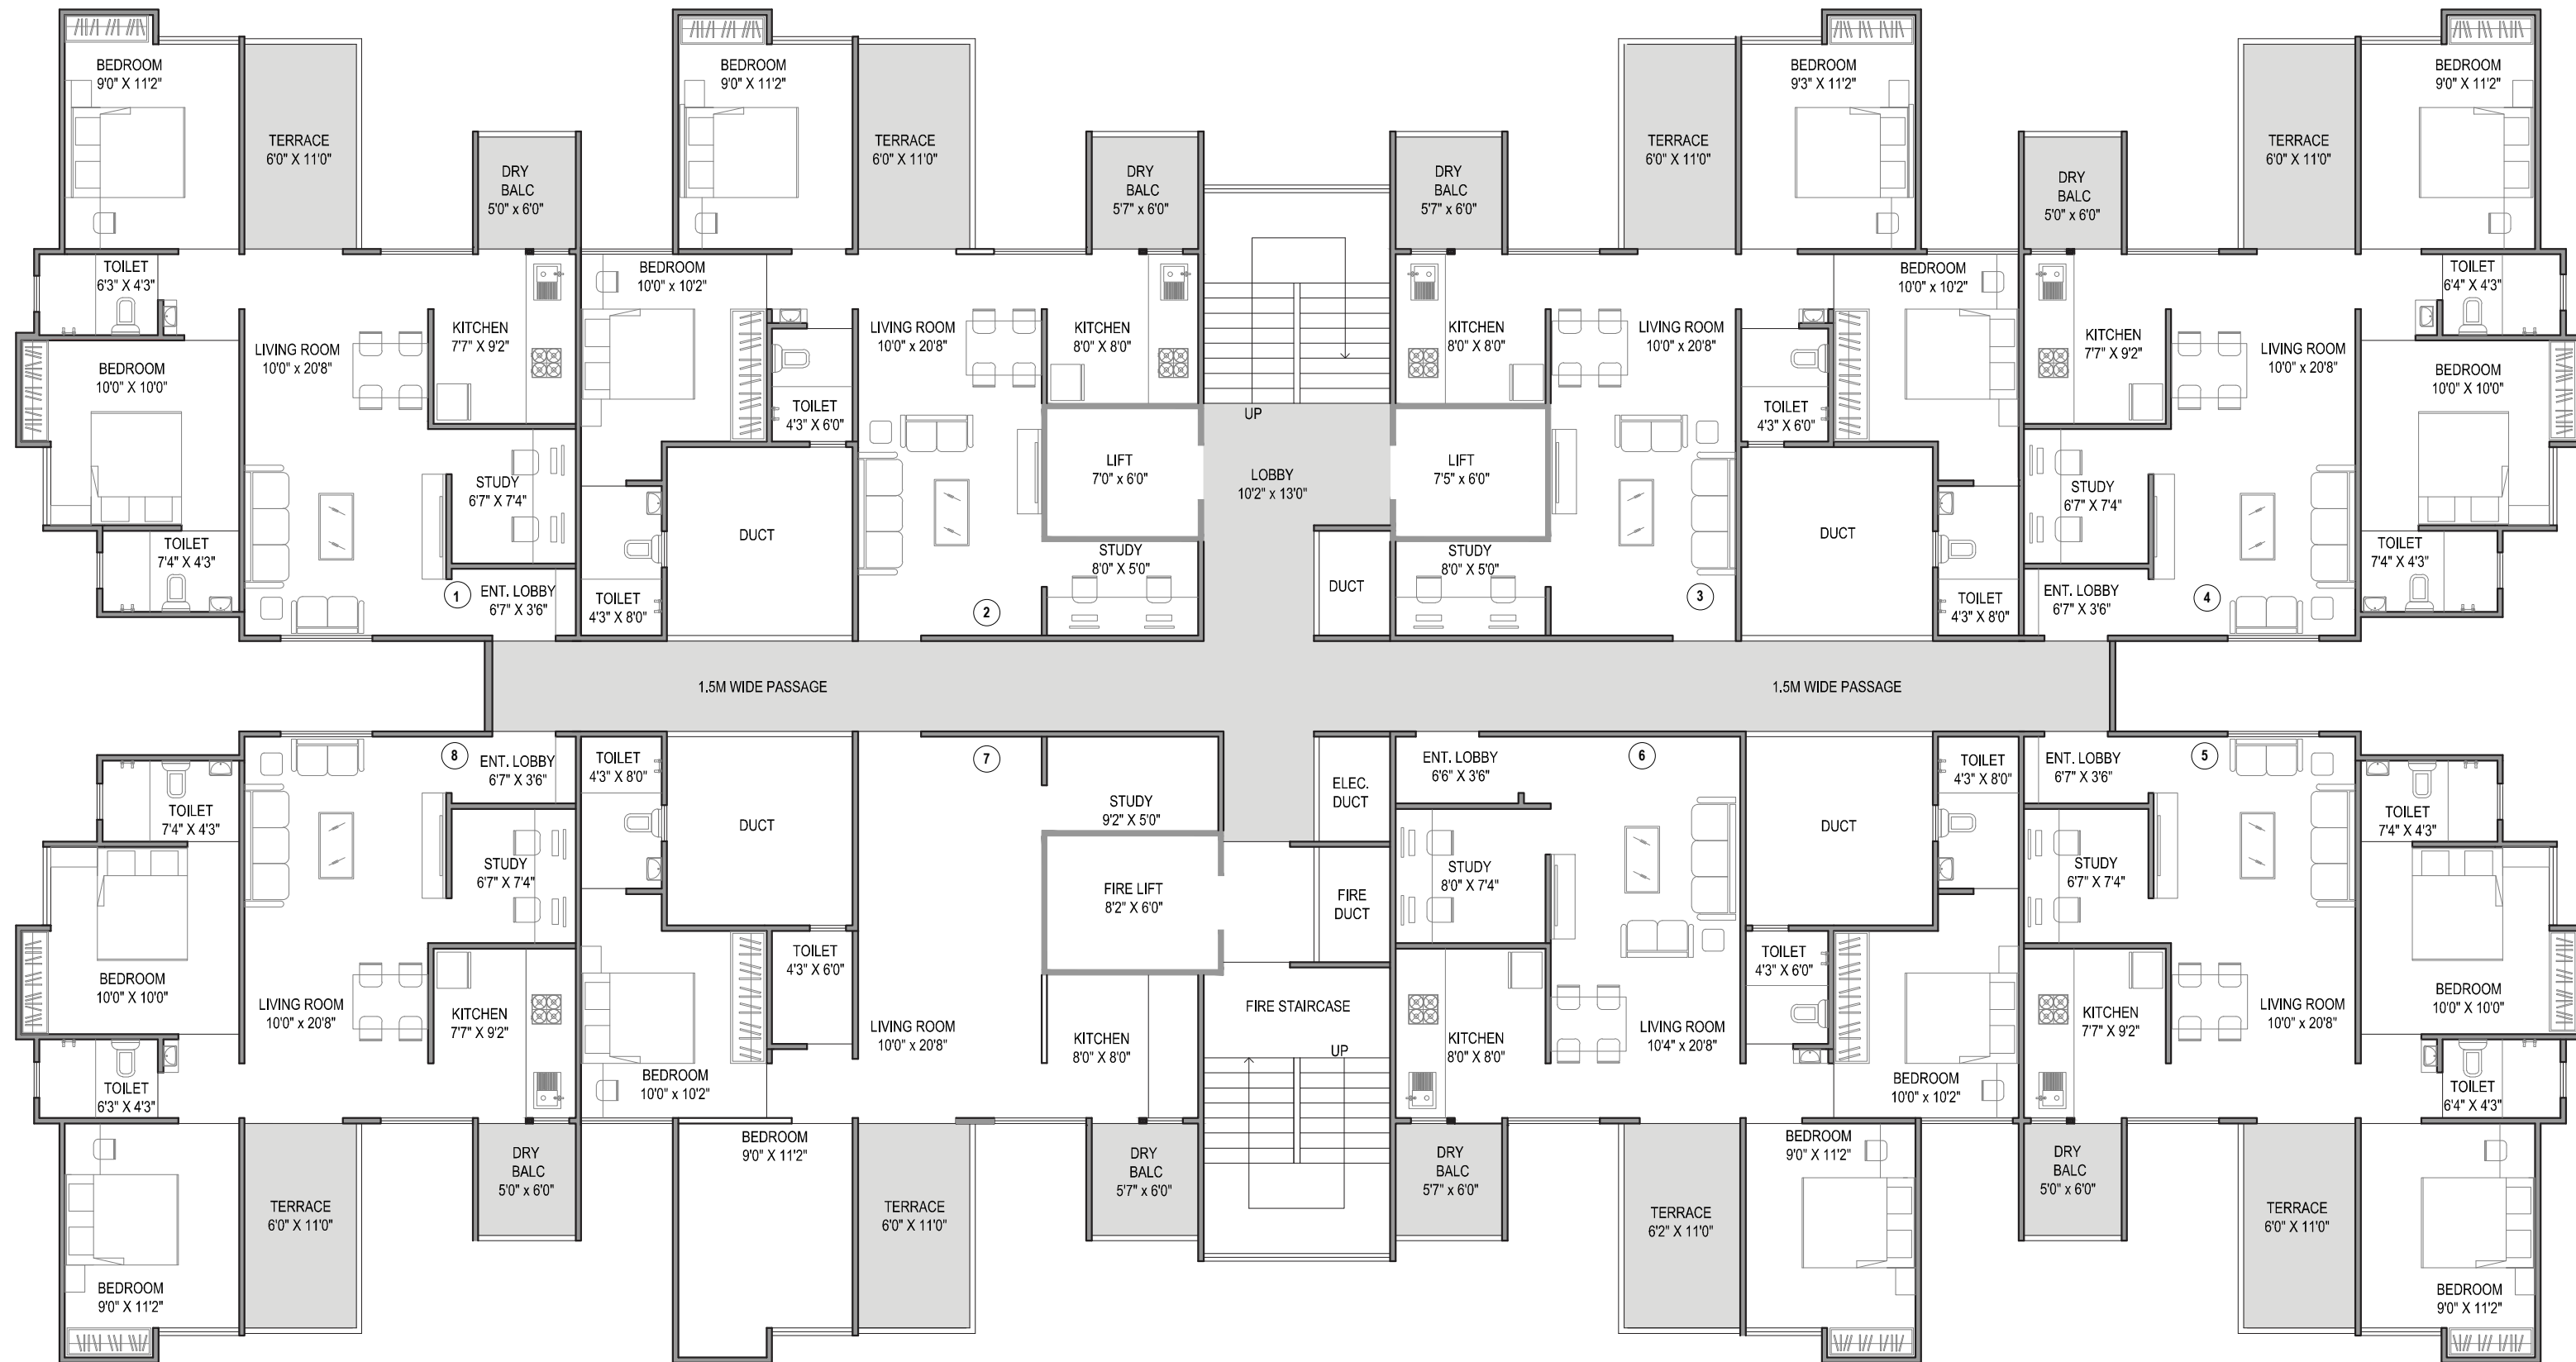 BEDROOM
9'0" X 11'2"
TERRACE
6'0" X 11'0"
DRY
BALC
5'0" x 6'0"
TOILET
6'3" X 4'3"
BEDROOM
10'0" X 10'0"
TOILET
7'4" X 4'3"
LIVING ROOM
10'0" x 20'8"
KITCHEN
7'7" X 9'2"
STUDY
6'7" X 7'4"
ENT. LOBBY
6'7" X 3'6"
1
BEDROOM
9'0" X 11'2"
TERRACE
6'0" X 11'0"
DRY
BALC
5'7" x 6'0"
BEDROOM
10'0" x 10'2"
TOILET
4'3" X 6'0"
TOILET
4'3" X 8'0"
DUCT
LIVING ROOM
10'0" x 20'8"
KITCHEN
8'0" X 8'0"
LIFT
7'0" x 6'0"
STUDY
8'0" X 5'0"
2
UP
LOBBY
10'2" x 13'0"
DUCT
DRY
BALC
5'7" x 6'0"
TERRACE
6'0" X 11'0"
BEDROOM
9'3" X 11'2"
KITCHEN
8'0" X 8'0"
LIVING ROOM
10'0" x 20'8"
LIFT
7'5" x 6'0"
STUDY
8'0" X 5'0"
3
TOILET
4'3" X 6'0"
BEDROOM
10'0" x 10'2"
DUCT
TOILET
4'3" X 8'0"
DRY
BALC
5'0" x 6'0"
TERRACE
6'0" X 11'0"
BEDROOM
9'0" X 11'2"
KITCHEN
7'7" X 9'2"
LIVING ROOM
10'0" x 20'8"
TOILET
6'4" X 4'3"
BEDROOM
10'0" X 10'0"
STUDY
6'7" X 7'4"
TOILET
7'4" X 4'3"
ENT. LOBBY
6'7" X 3'6"
4
1.5M WIDE PASSAGE
1.5M WIDE PASSAGE
8
ENT. LOBBY
6'7" X 3'6"
TOILET
7'4" X 4'3"
STUDY
6'7" X 7'4"
BEDROOM
10'0" X 10'0"
LIVING ROOM
10'0" x 20'8"
KITCHEN
7'7" X 9'2"
TOILET
6'3" X 4'3"
DRY
BALC
5'0" x 6'0"
TERRACE
6'0" X 11'0"
BEDROOM
9'0" X 11'2"
TOILET
4'3" X 8'0"
DUCT
7
STUDY
9'2" X 5'0"
FIRE LIFT
8'2" X 6'0"
TOILET
4'3" X 6'0"
LIVING ROOM
10'0" x 20'8"
KITCHEN
8'0" X 8'0"
BEDROOM
10'0" x 10'2"
BEDROOM
9'0" X 11'2"
TERRACE
6'0" X 11'0"
DRY
BALC
5'7" x 6'0"
ELEC.
DUCT
FIRE
DUCT
FIRE STAIRCASE
UP
ENT. LOBBY
6'6" X 3'6"
6
STUDY
8'0" X 7'4"
KITCHEN
8'0" X 8'0"
LIVING ROOM
10'4" x 20'8"
DRY
BALC
5'7" x 6'0"
TERRACE
6'2" X 11'0"
BEDROOM
9'0" X 11'2"
DUCT
TOILET
4'3" X 8'0"
TOILET
4'3" X 6'0"
BEDROOM
10'0" x 10'2"
ENT. LOBBY
6'7" X 3'6"
5
STUDY
6'7" X 7'4"
TOILET
7'4" X 4'3"
KITCHEN
7'7" X 9'2"
LIVING ROOM
10'0" x 20'8"
BEDROOM
10'0" X 10'0"
TOILET
6'4" X 4'3"
DRY
BALC
5'0" x 6'0"
TERRACE
6'0" X 11'0"
BEDROOM
9'0" X 11'2"